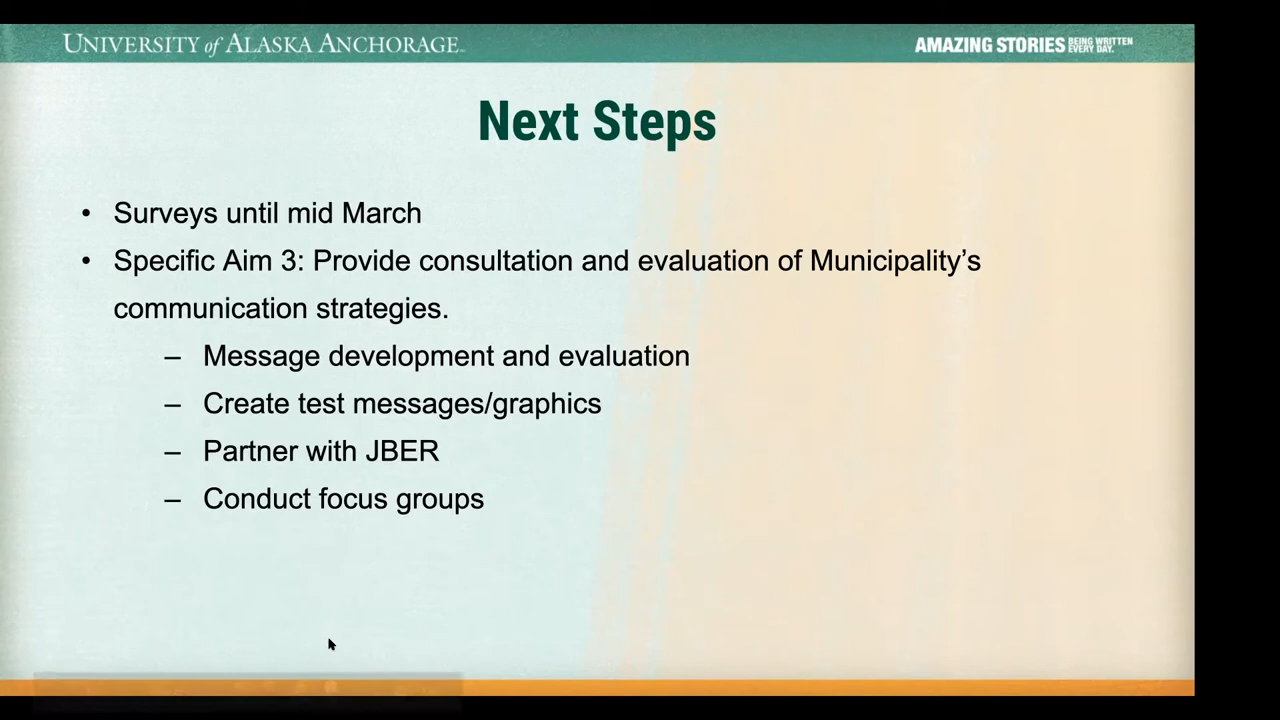 UNIVERSITY of ALASKA ANCHORAGE
AMAZING STORIES BEING WRITTEN EVERY DAY.
Next Steps
• Surveys until mid March
• Specific Aim 3: Provide consultation and evaluation of Municipality’s
communication strategies.
– Message development and evaluation
– Create test messages/graphics
– Partner with JBER
– Conduct focus groups